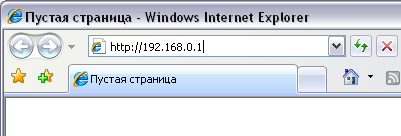 Пустая страница - Windows Internet Explorer
http://192.168.0.1
Пустая страница